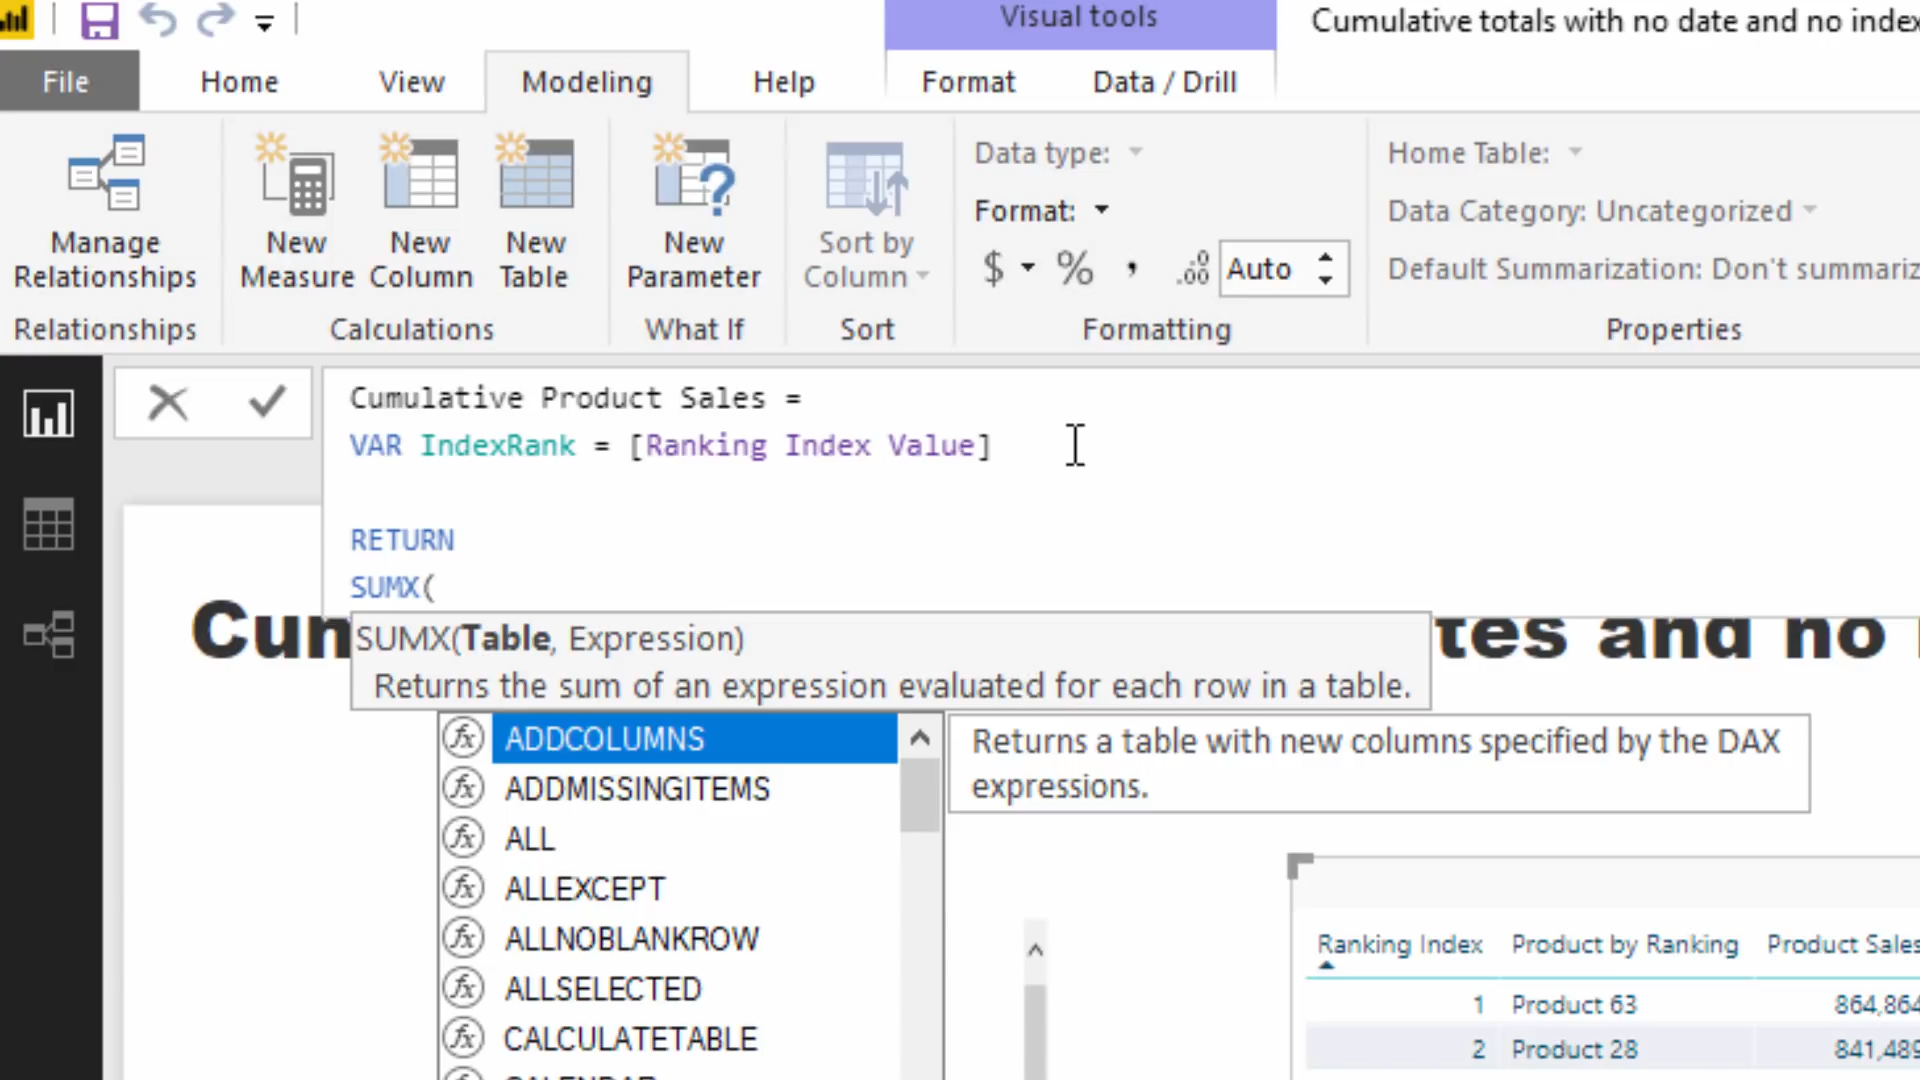 Visual tools
Cumulative totals with no date and no index
File
Home
View
Modeling
Help
Format
Data / Drill
Manage
Relationships
New
Measure
New
Column
New
Table
New
Parameter
Sort by
Column
Data type:
Format:
$ % , .00 Auto
Home Table:
Data Category: Uncategorized
Default Summarization: Don't summariz
Relationships
Calculations
What If
Sort
Formatting
Properties
Cumulative Product Sales =
VAR IndexRank = [Ranking Index Value]
RETURN
SUMX(
Cum
tes and no
SUMX(Table, Expression)
Returns the sum of an expression evaluated for each row in a table.
ADDCOLUMNS
ADDMISSINGITEMS
ALL
ALLEXCEPT
ALLNOBLANKROW
ALLSELECTED
CALCULATETABLE
CALENDAR
Returns a table with new columns specified by the DAX
expressions.
Ranking Index Product by Ranking Product Sales
1 Product 63 864,864
2 Product 28 841,489